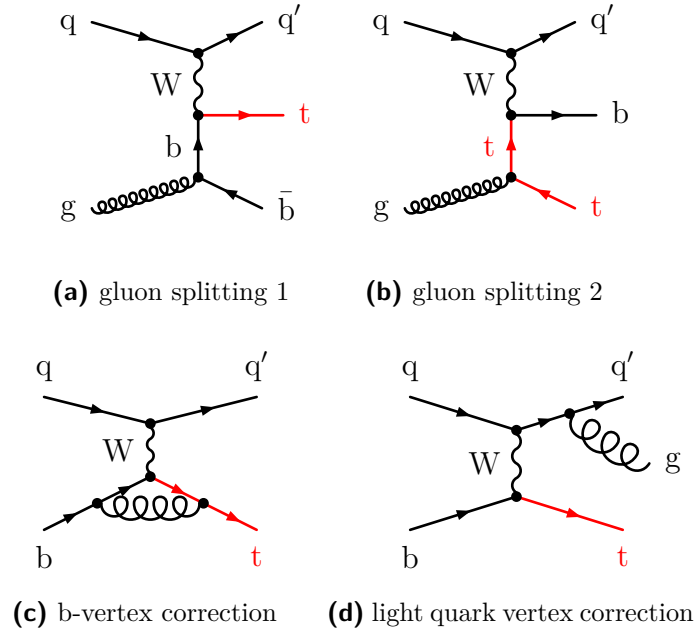 q q′ q q′
W W
t b
b t
g b̄ g t
(a) gluon splitting 1 (b) gluon splitting 2
q q′ q q′
W W g
b t b t
(c) b-vertex correction (d) light quark vertex correction